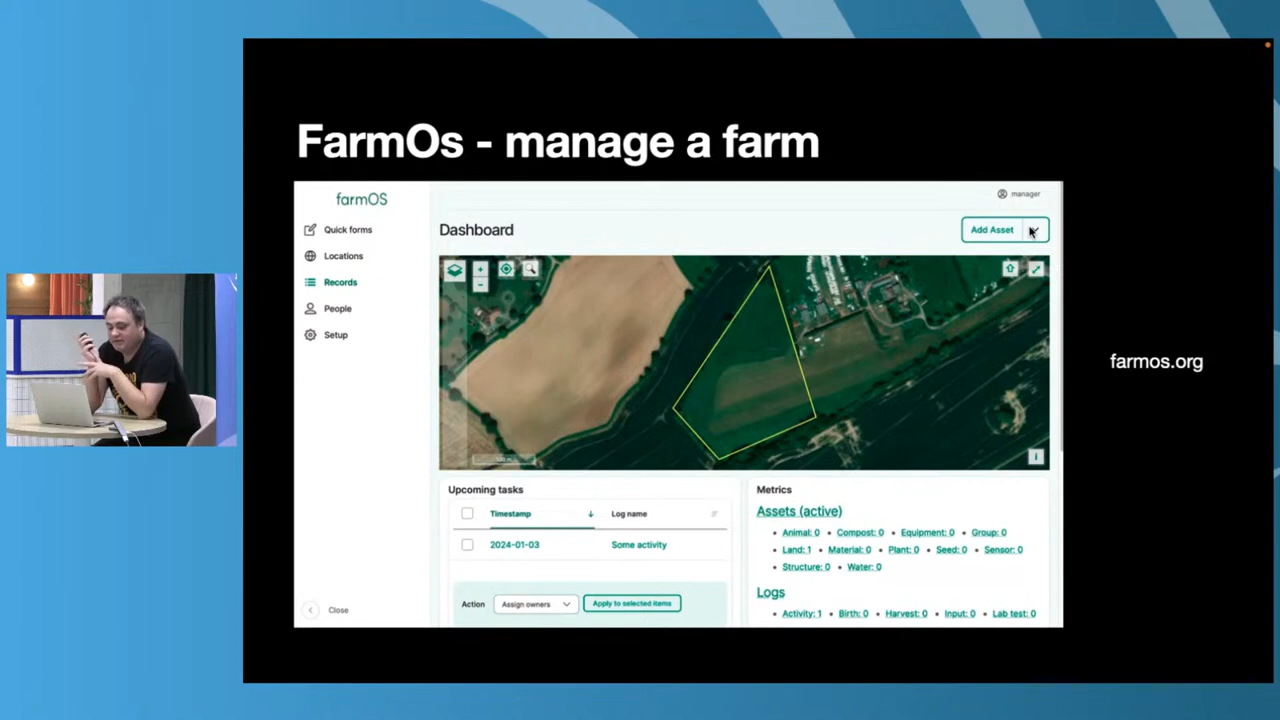 FarmOs - manage a farm
farmOS
manager
Quick forms
Locations
Records
People
Setup
Close
Dashboard
Add Asset
+
-
i
Upcoming tasks
Timestamp ↓ Log name
2024-01-03 Some activity
Action Assign owners Apply to selected items
Metrics
Assets (active)
• Animal: 0 • Compost: 0 • Equipment: 0 • Group: 0
• Land: 1 • Material: 0 • Plant: 0 • Seed: 0 • Sensor: 0
• Structure: 0 • Water: 0
Logs
• Activity: 1 • Birth: 0 • Harvest: 0 • Input: 0 • Lab test: 0
farmos.org